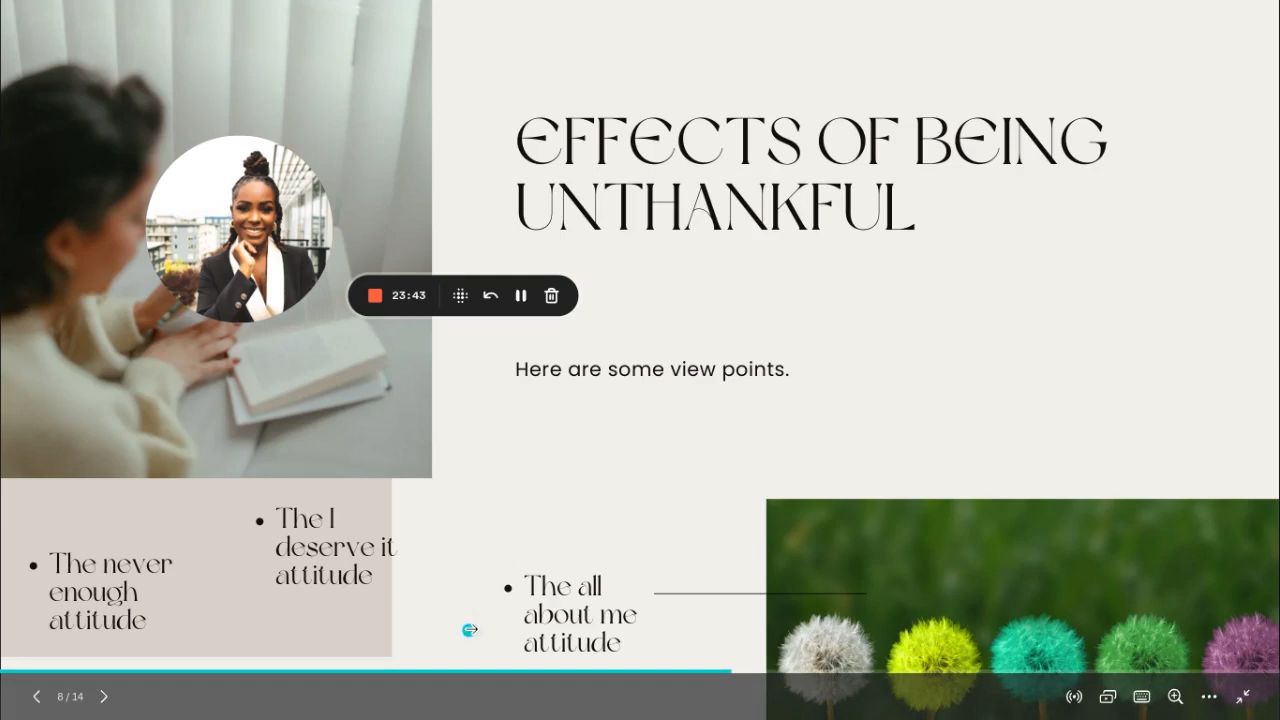 EFFECTS OF BEING
UNTHANKFUL
23:43
Here are some view points.
• The I
deserve it
attitude
• The never
enough
attitude
• The all
about me
attitude
8 / 14